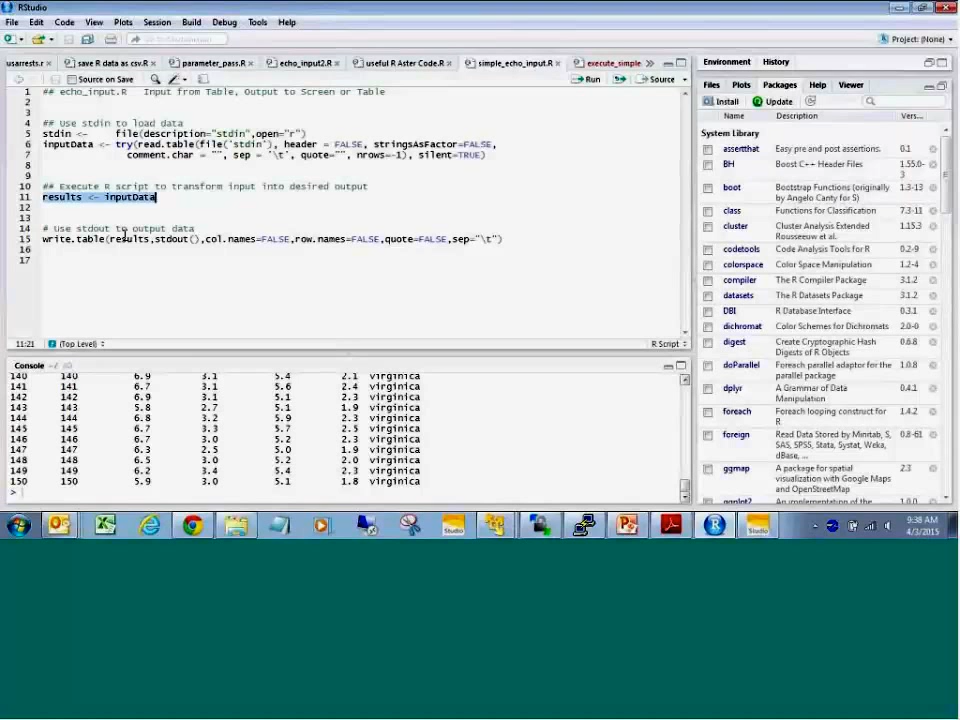 RStudio
File Edit Code View Plots Session Build Debug Tools Help
Project: (None)
usarrests.r save R data as csv.R parameter_pass.R echo_input2.R useful R Aster Code.R simple_echo_input.R execute_simple
Source on Save Run Source
1 ## echo_input.R Input from Table, Output to Screen or Table
2
3
4 ## Use stdin to load data
5 stdin <- file(description="stdin",open="r")
6 inputData <- try(read.table(file('stdin'), header = FALSE, stringsAsFactor=FALSE,
7 comment.char = "", sep = '\t', quote="", nrows=-1), silent=TRUE)
8
9
10 ## Execute R script to transform input into desired output
11 results <- inputData
12
13
14 # Use stdout to output data
15 write.table(results,stdout(),col.names=FALSE,row.names=FALSE,quote=FALSE,sep="\t")
16
17
11:21 (Top Level) R Script
Console ~/
140 140 6.9 3.1 5.4 2.1 virginica
141 141 6.7 3.1 5.6 2.4 virginica
142 142 6.9 3.1 5.1 2.3 virginica
143 143 5.8 2.7 5.1 1.9 virginica
144 144 6.8 3.2 5.9 2.3 virginica
145 145 6.7 3.3 5.7 2.5 virginica
146 146 6.7 3.0 5.2 2.3 virginica
147 147 6.3 2.5 5.0 1.9 virginica
148 148 6.5 3.0 5.2 2.0 virginica
149 149 6.2 3.4 5.4 2.3 virginica
150 150 5.9 3.0 5.1 1.8 virginica
>
Environment History
Files Plots Packages Help Viewer
Install Update
Name Description Vers...
System Library
assertthat Easy pre and post assertions. 0.1
BH Boost C++ Header Files 1.55.0-3
boot Bootstrap Functions (originally by Angelo Canty for S) 1.3-13
class Functions for Classification 7.3-11
cluster Cluster Analysis Extended Rousseeuw et al. 1.15.3
codetools Code Analysis Tools for R 0.2-9
colorspace Color Space Manipulation 1.2-4
compiler The R Compiler Package 3.1.2
datasets The R Datasets Package 3.1.2
DBI R Database Interface 0.3.1
dichromat Color Schemes for Dichromats 2.0-0
digest Create Cryptographic Hash Digests of R Objects 0.6.8
doParallel Foreach parallel adaptor for the parallel package 1.0.8
dplyr A Grammar of Data Manipulation 0.4.1
foreach Foreach looping construct for R 1.4.2
foreign Read Data Stored by Minitab, S, SAS, SPSS, Stata, Systat, Weka, dBase, ... 0.8-61
ggmap A package for spatial visualization with Google Maps and OpenStreetMap 2.3
ggplot2 An implementation of the 1.0.0
Studio
Studio
9:38 AM
4/3/2015